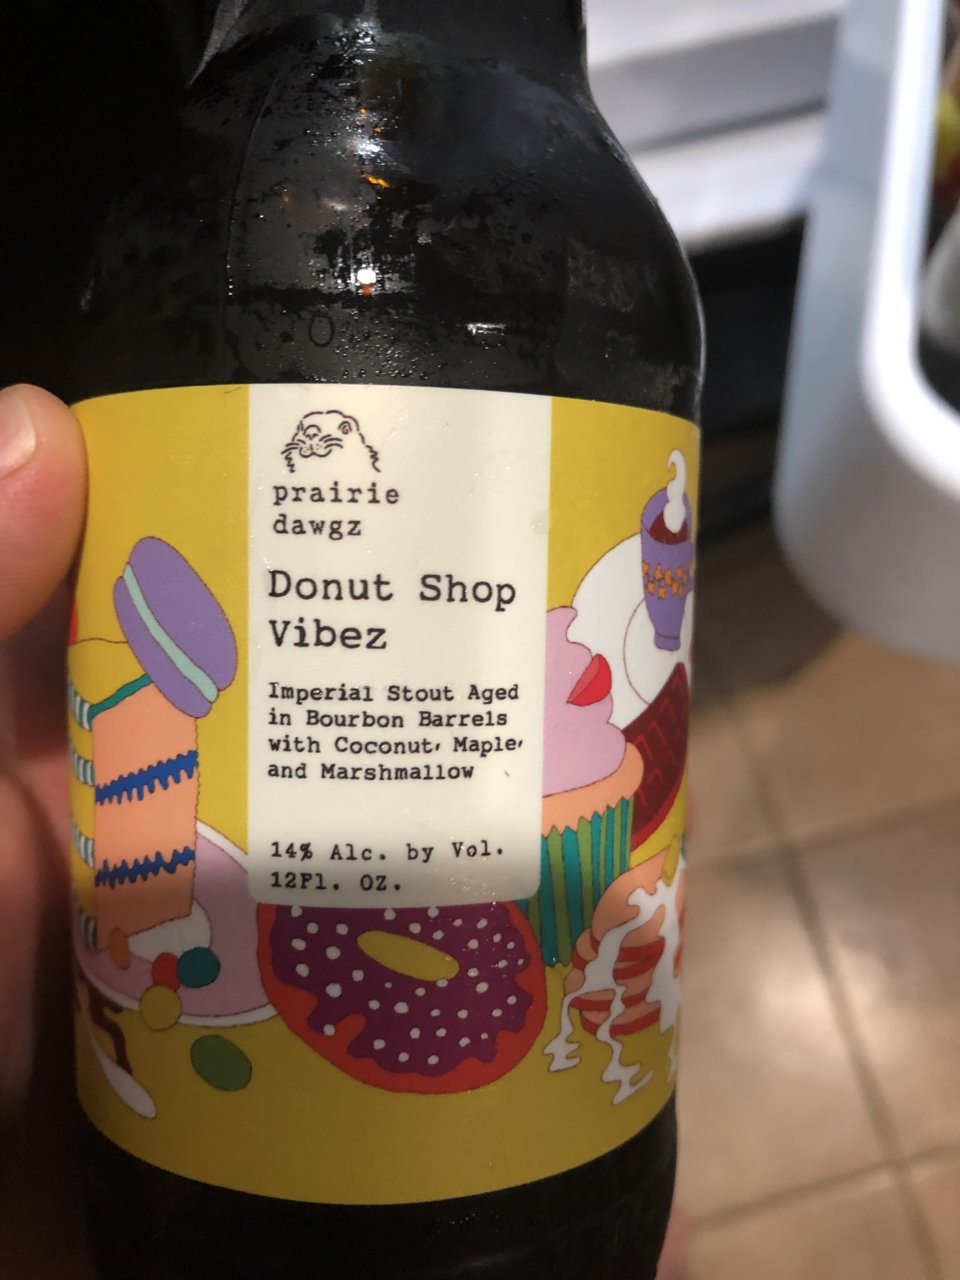 prairie
dawgz
Donut Shop
Vibez
Imperial Stout Aged
in Bourbon Barrels
with Coconut, Maple,
and Marshmallow
14% Alc. by Vol.
12Fl. OZ.